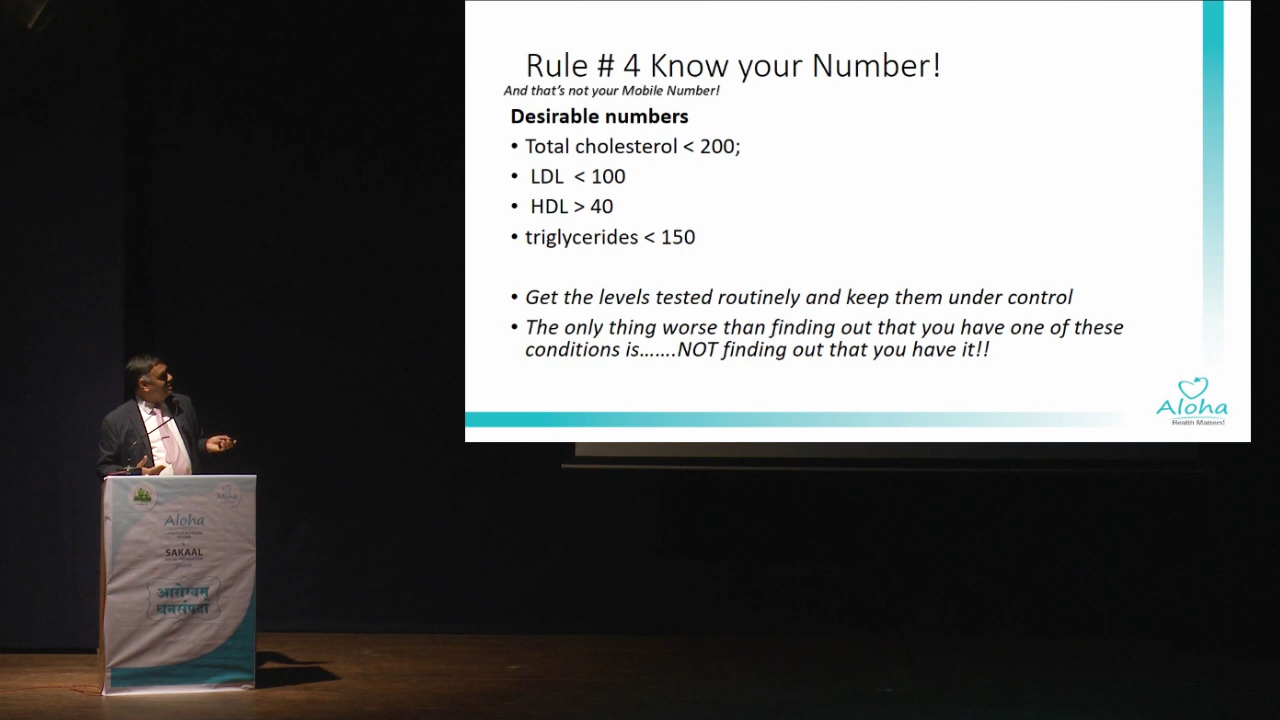 Rule # 4 Know your Number!
And that's not your Mobile Number!
Desirable numbers
• Total cholesterol < 200;
• LDL < 100
• HDL > 40
• triglycerides < 150
• Get the levels tested routinely and keep them under control
• The only thing worse than finding out that you have one of these
conditions is…….NOT finding out that you have it!!
Aloha
Health Matters!
Aloha
Aloha
SAKAAL
आरोग्यम्
धनसंपदा